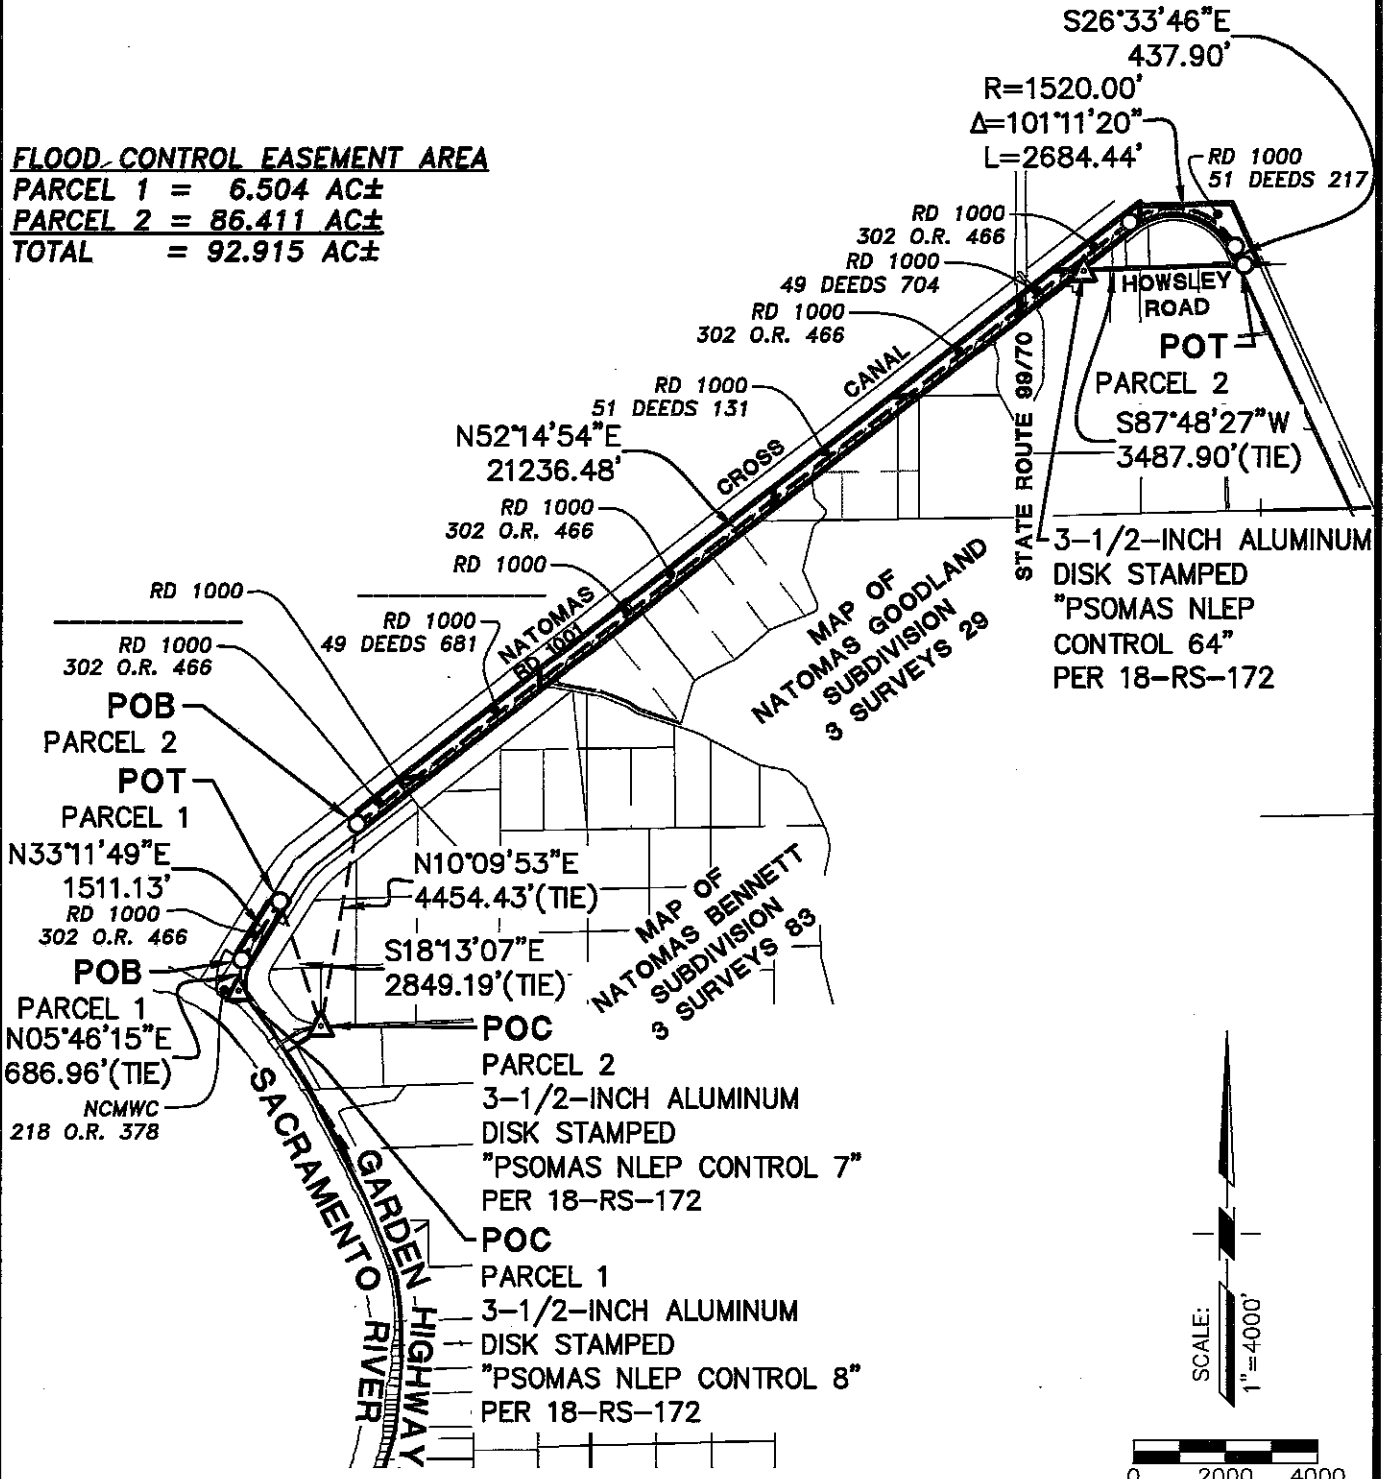 S26°33'46"E
437.90'
R=1520.00'
Δ=101°11'20"
L=2684.44'
RD 1000
51 DEEDS 217
FLOOD CONTROL EASEMENT AREA
PARCEL 1 = 6.504 AC±
PARCEL 2 = 86.411 AC±
TOTAL = 92.915 AC±
RD 1000
302 O.R. 466
RD 1000
49 DEEDS 704
RD 1000
302 O.R. 466
HOWSLEY
ROAD
POT
PARCEL 2
S87°48'27"W
3487.90'(TIE)
STATE ROUTE 99/70
3-1/2-INCH ALUMINUM
DISK STAMPED
"PSOMAS NLEP
CONTROL 64"
PER 18-RS-172
RD 1000
51 DEEDS 131
N52°14'54"E
21236.48'
NATOMAS CROSS CANAL
RD 1001
RD 1000
302 O.R. 466
RD 1000
RD 1000
49 DEEDS 681
RD 1000
RD 1000
302 O.R. 466
MAP OF
NATOMAS GOODLAND
SUBDIVISION
3 SURVEYS 29
POB
PARCEL 2
POT
PARCEL 1
N33°11'49"E
1511.13'
RD 1000
302 O.R. 466
POB
PARCEL 1
N05°46'15"E
686.96'(TIE)
NCMWC
218 O.R. 378
N10°09'53"E
4454.43'(TIE)
S18°13'07"E
2849.19'(TIE)
MAP OF
NATOMAS BENNETT
SUBDIVISION
3 SURVEYS 83
POC
PARCEL 2
3-1/2-INCH ALUMINUM
DISK STAMPED
"PSOMAS NLEP CONTROL 7"
PER 18-RS-172
POC
PARCEL 1
3-1/2-INCH ALUMINUM
DISK STAMPED
"PSOMAS NLEP CONTROL 8"
PER 18-RS-172
SACRAMENTO RIVER
GARDEN HIGHWAY
SCALE:
1"=4000'
0 2000 4000